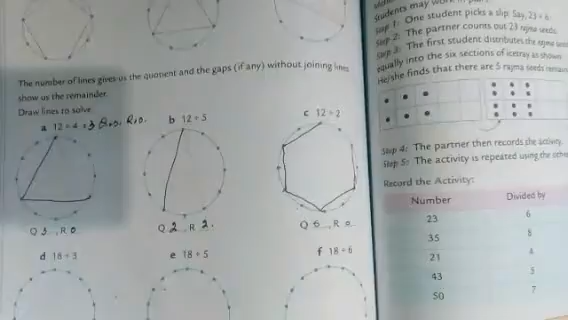 The number of lines gives us the quotient and the gaps (if any) without joining lines
show us the remainder.
Draw lines to solve.
a 12 ÷ 4 = 3
b 12 ÷ 5
c 12 ÷ 2
Q 3, R 0
Q 2, R 2.
Q 6, R 0
d 18 ÷ 3
e 18 ÷ 5
f 18 ÷ 6
Students may work in
Step 1: One student picks a slip. Say, 23 ÷ 6.
Step 2: The partner counts out 23 rajma seeds.
Step 3: The first student distributes the rajma seeds
equally into the six sections of icetray as shown.
He/she finds that there are 5 rajma seeds remain
Step 4: The partner then records the activity.
Step 5: The activity is repeated using the other
Record the Activity:
Number Divided by
23 6
35 8
21 4
43 5
50 7